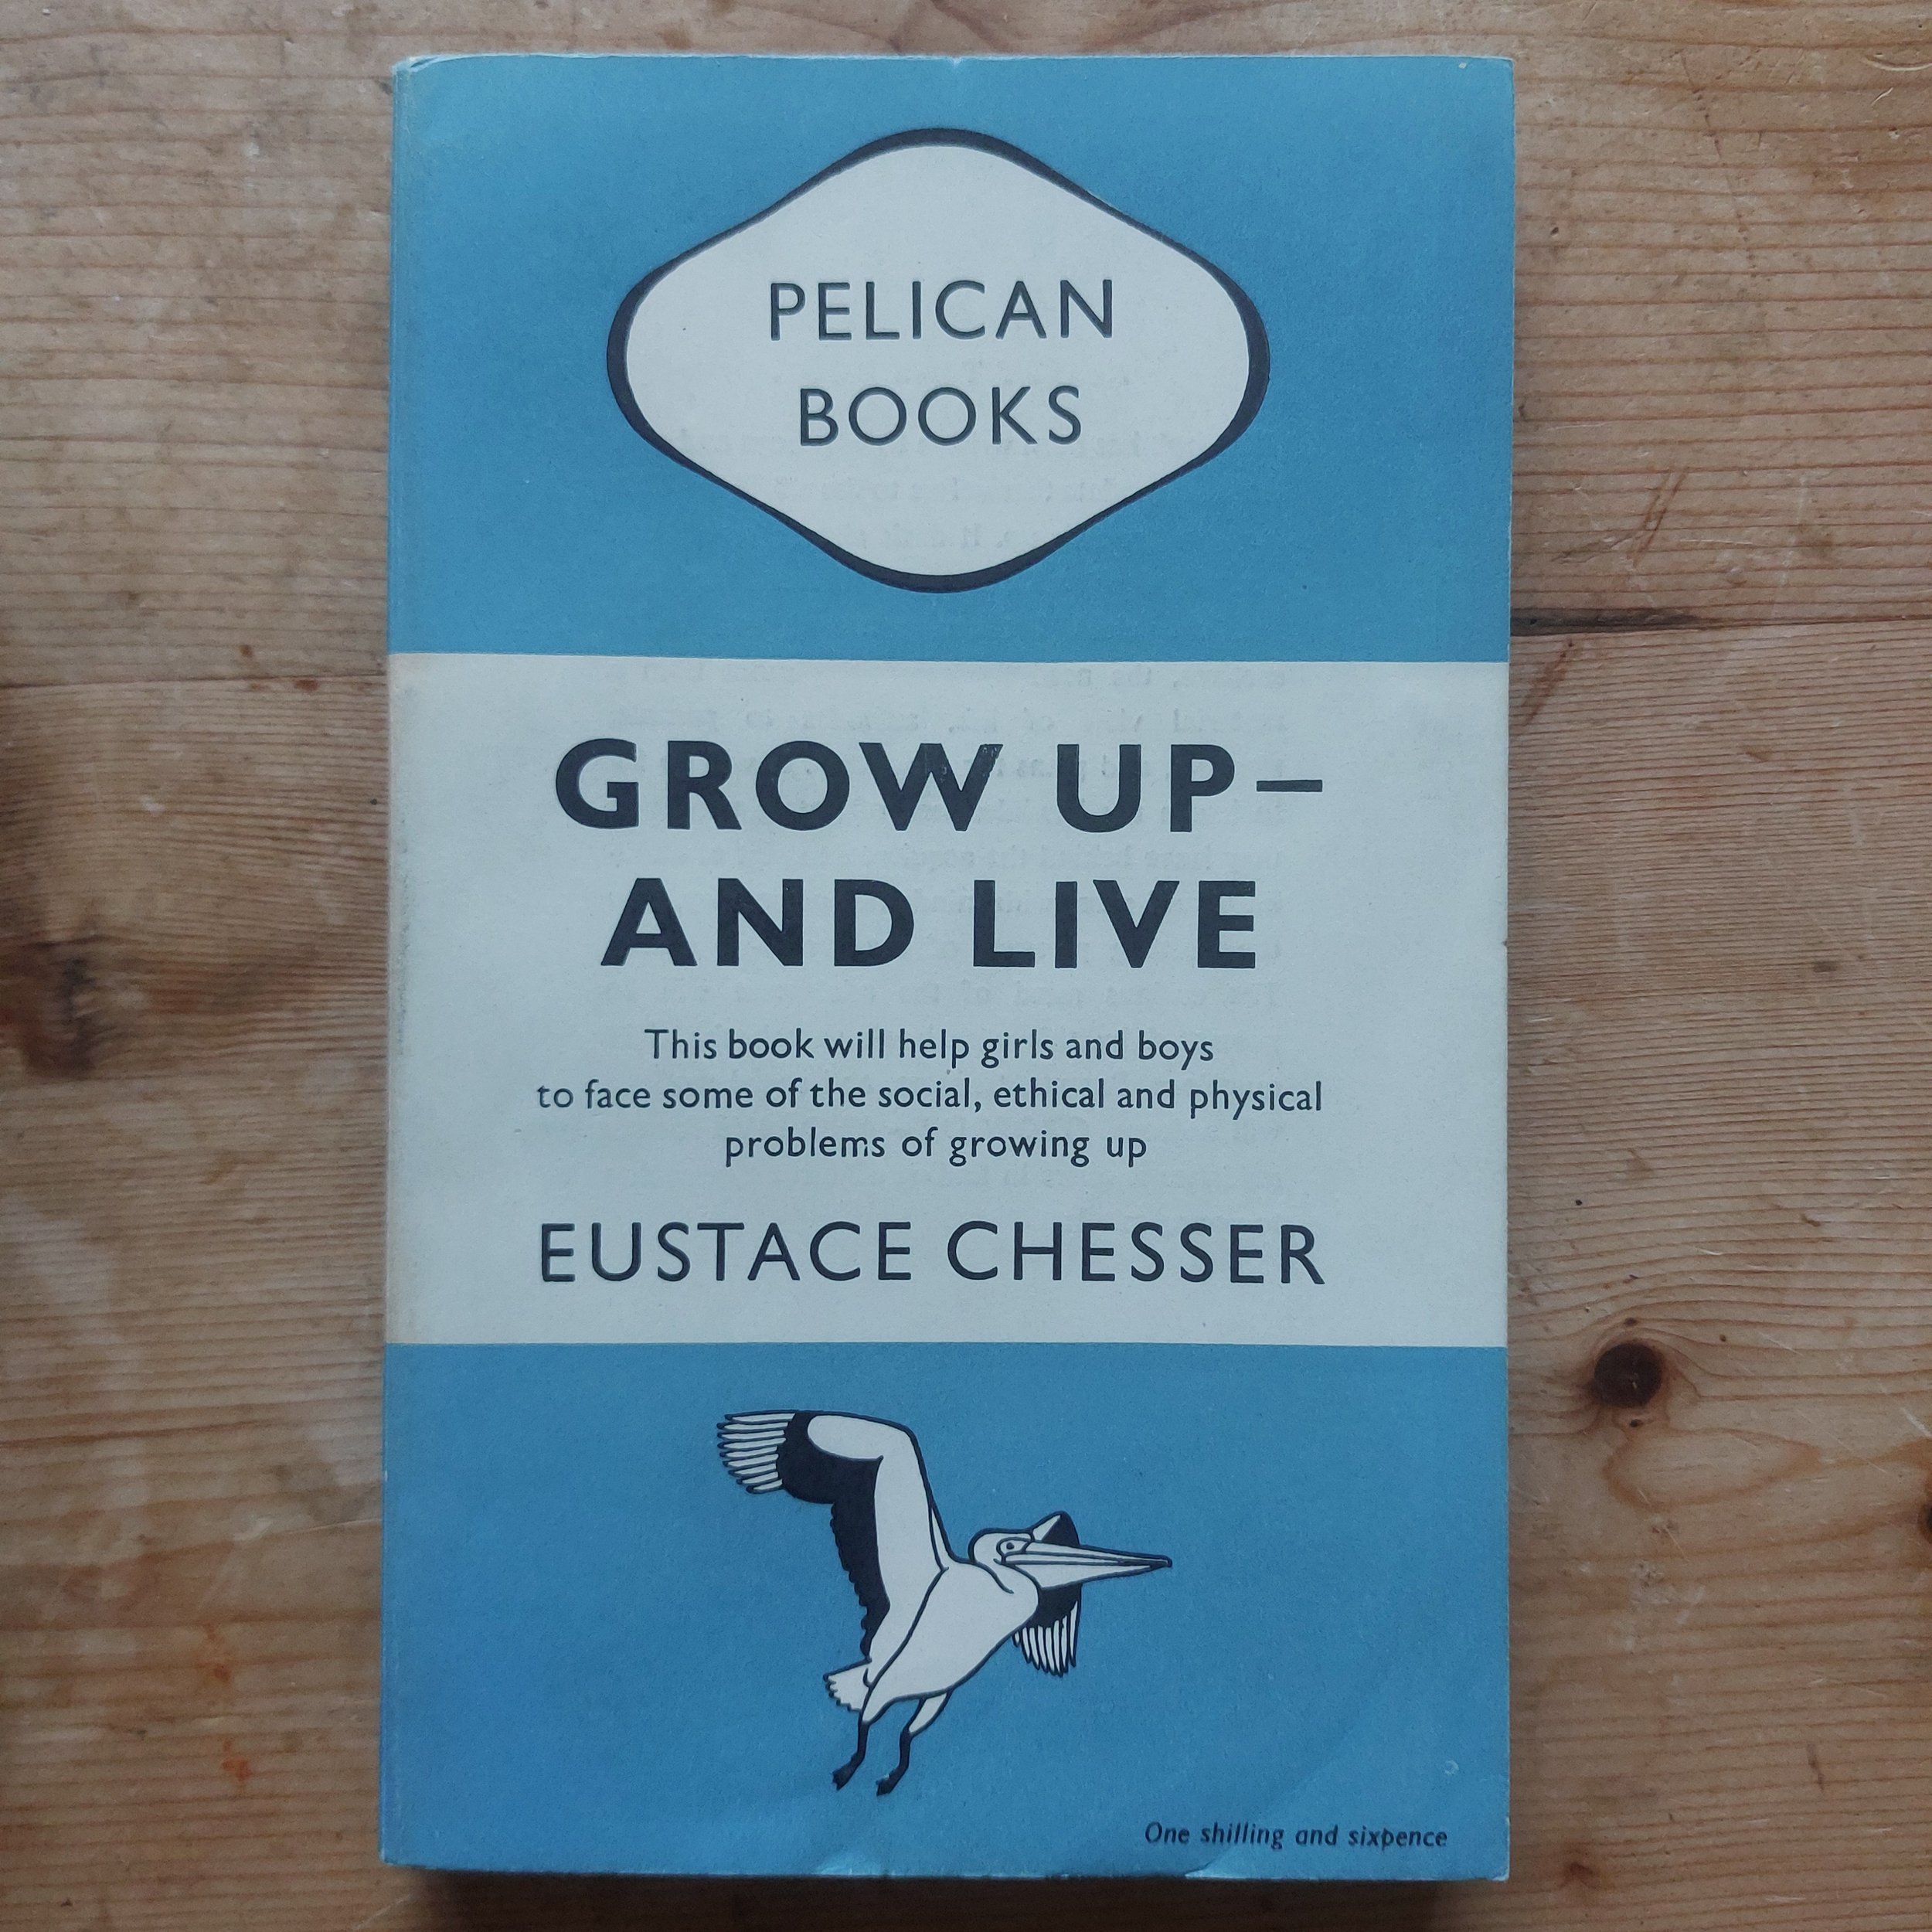 PELICAN
BOOKS
GROW UP—
AND LIVE
This book will help girls and boys
to face some of the social, ethical and physical
problems of growing up
EUSTACE CHESSER
One shilling and sixpence